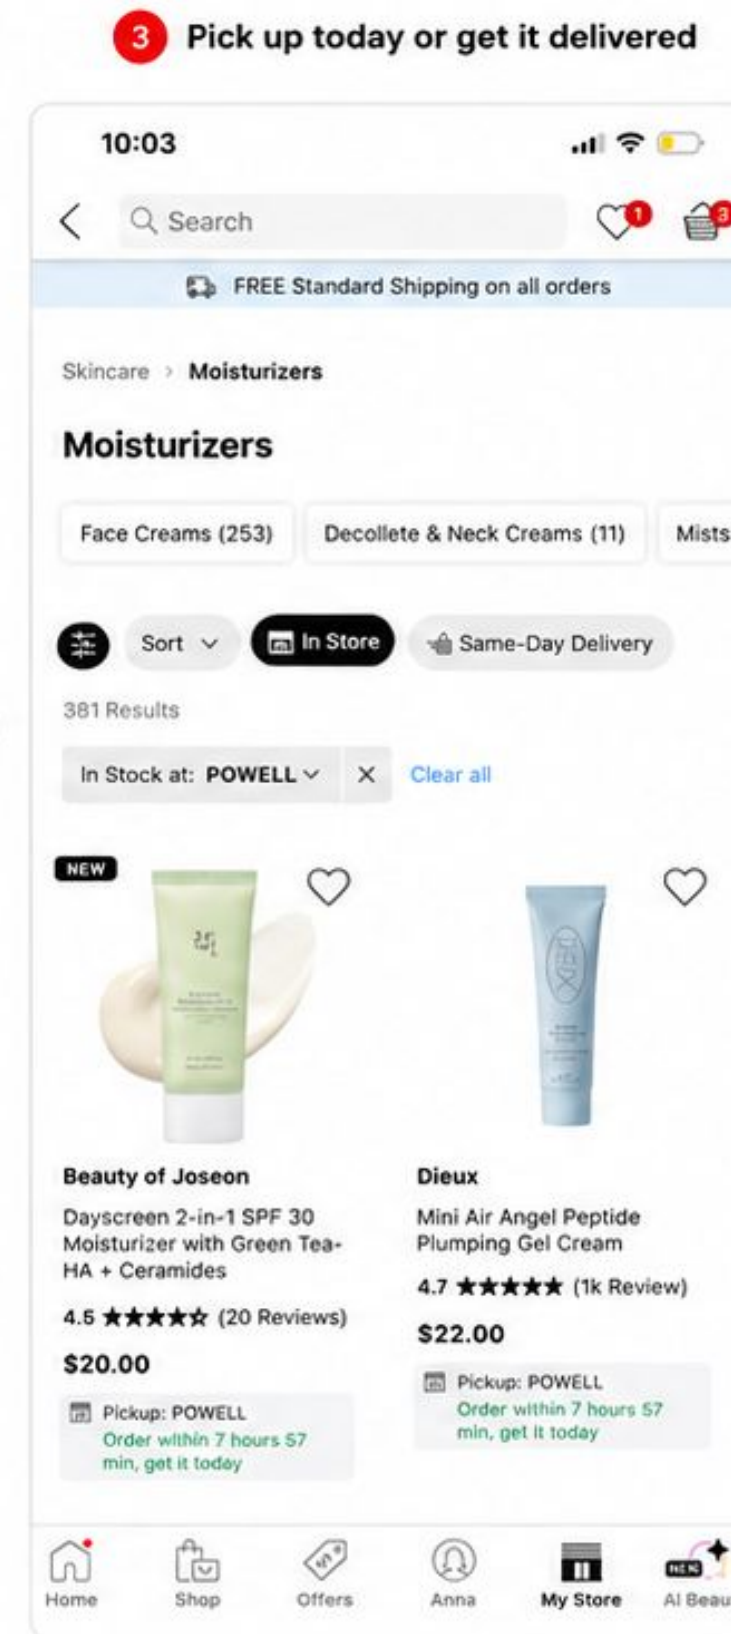 3 Pick up today or get it delivered
10:03
Search
1
3
FREE Standard Shipping on all orders
Skincare > Moisturizers
Moisturizers
Face Creams (253)
Decollete & Neck Creams (11)
Mists
Sort
In Store
Same-Day Delivery
381 Results
In Stock at: POWELL
Clear all
NEW
Beauty of Joseon
Dayscreen 2-in-1 SPF 30
Moisturizer with Green Tea-
HA + Ceramides
4.5 ★★★★☆ (20 Reviews)
$20.00
Pickup: POWELL
Order within 7 hours 57
min, get it today
Dieux
Mini Air Angel Peptide
Plumping Gel Cream
4.7 ★★★★★ (1k Review)
$22.00
Pickup: POWELL
Order within 7 hours 57
min, get it today
Home
Shop
Offers
Anna
My Store
NEW
AI Beau